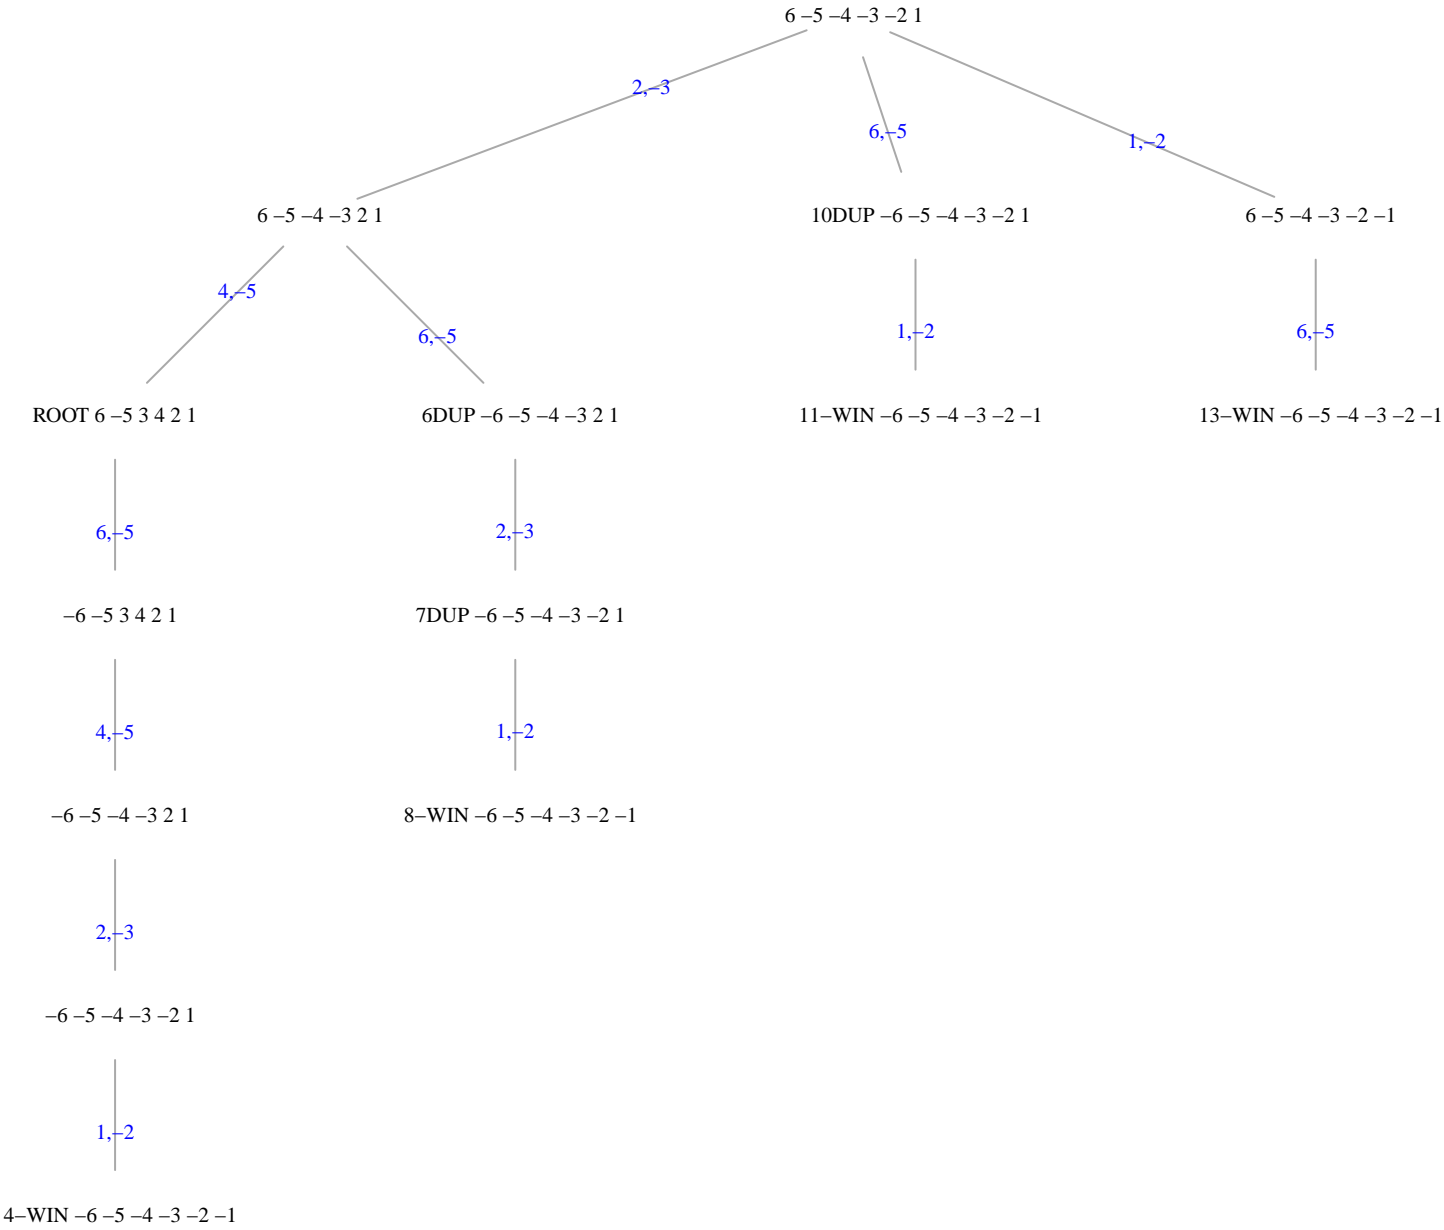 6 –5 –4 –3 –2 1
2,–3
6,–5
1,–2
6 –5 –4 –3 2 1
10DUP –6 –5 –4 –3 –2 1
6 –5 –4 –3 –2 –1
4,–5
6,–5
1,–2
6,–5
ROOT 6 –5 3 4 2 1
6DUP –6 –5 –4 –3 2 1
11–WIN –6 –5 –4 –3 –2 –1
13–WIN –6 –5 –4 –3 –2 –1
6,–5
2,–3
–6 –5 3 4 2 1
7DUP –6 –5 –4 –3 –2 1
4,–5
1,–2
–6 –5 –4 –3 2 1
8–WIN –6 –5 –4 –3 –2 –1
2,–3
–6 –5 –4 –3 –2 1
1,–2
4–WIN –6 –5 –4 –3 –2 –1